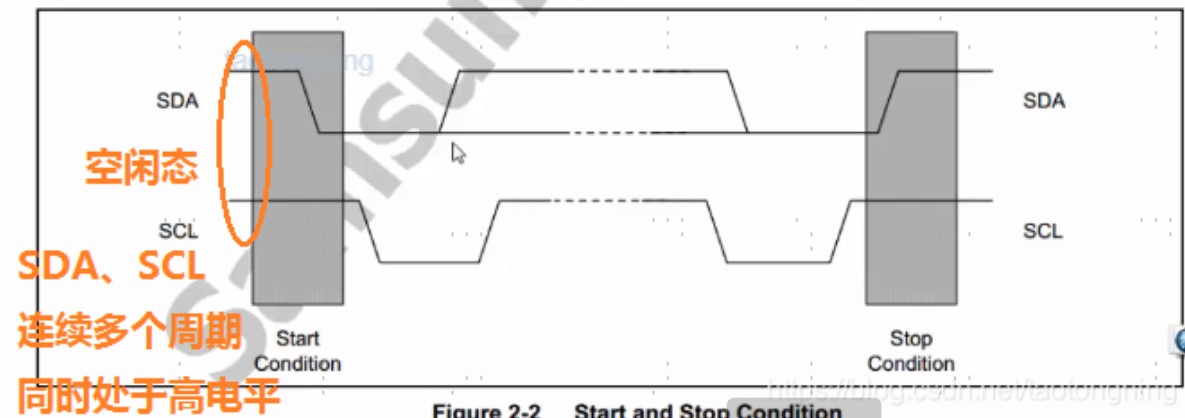 taotongning
SDA
SDA
空闲态
SCL
SCL
SDA、SCL
连续多个周期
同时处于高电平
Start
Condition
Stop
Condition
Samsung
https://blog.csdn.net/taotongning
Figure 2-2 Start and Stop Condition